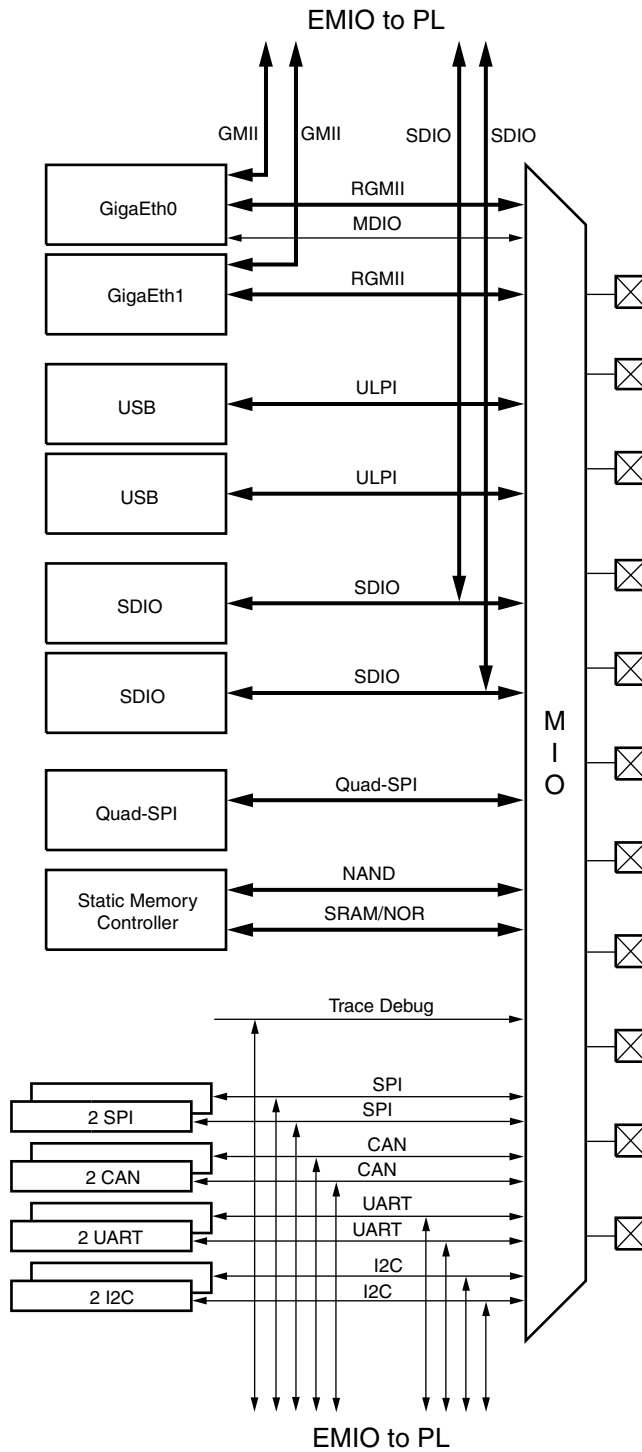 EMIO to PL
GMII
GMII
SDIO
SDIO
GigaEth0
RGMII
MDIO
GigaEth1
RGMII
USB
ULPI
USB
ULPI
SDIO
SDIO
SDIO
SDIO
M
I
O
Quad-SPI
Quad-SPI
Static Memory
Controller
NAND
SRAM/NOR
Trace Debug
SPI
2 SPI
SPI
CAN
2 CAN
CAN
UART
2 UART
UART
I2C
2 I2C
I2C
EMIO to PL